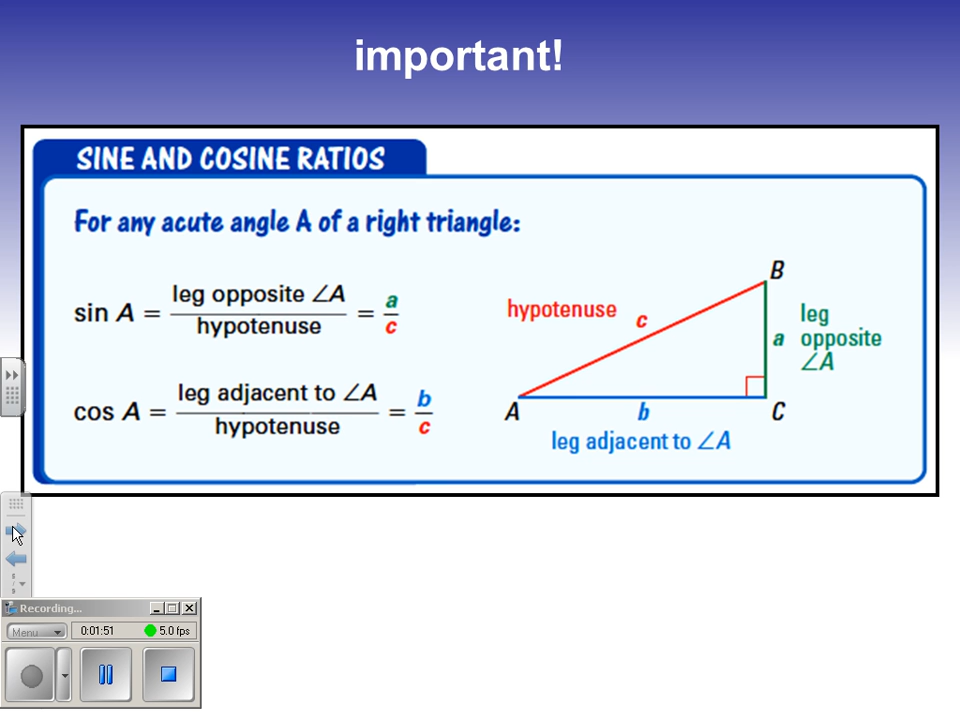 important!
SINE AND COSINE RATIOS
For any acute angle A of a right triangle:
sin A = leg opposite ∠A / hypotenuse = a / c
cos A = leg adjacent to ∠A / hypotenuse = b / c
B
hypotenuse
c
a
leg
opposite
∠A
A
b
C
leg adjacent to ∠A
Recording...
Menu
0:01:51
5.0 fps